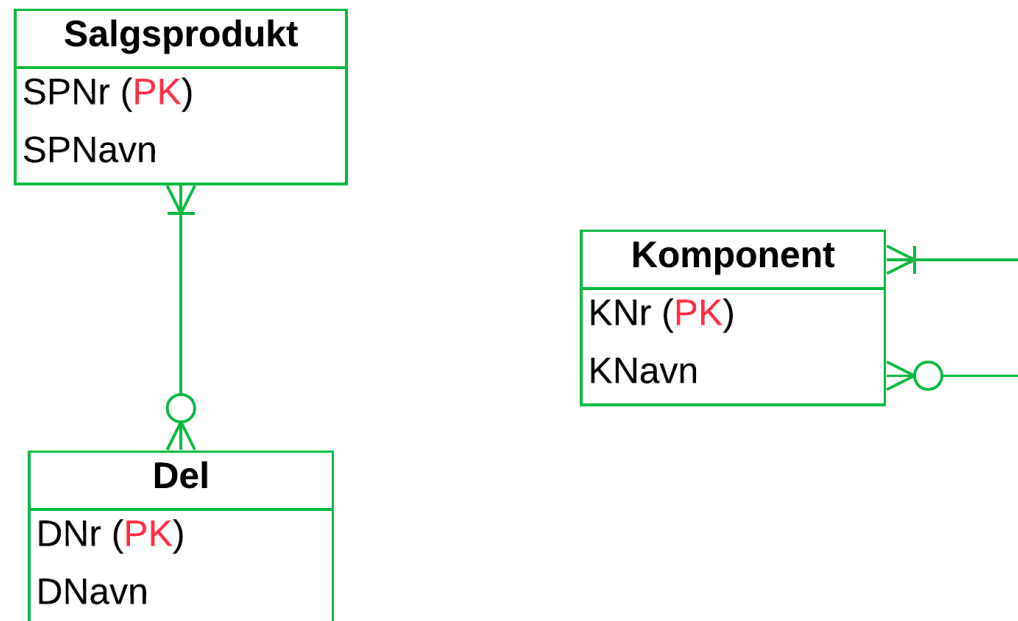 Salgsprodukt
SPNr (PK)
SPNavn
Komponent
KNr (PK)
KNavn
Del
DNr (PK)
DNavn